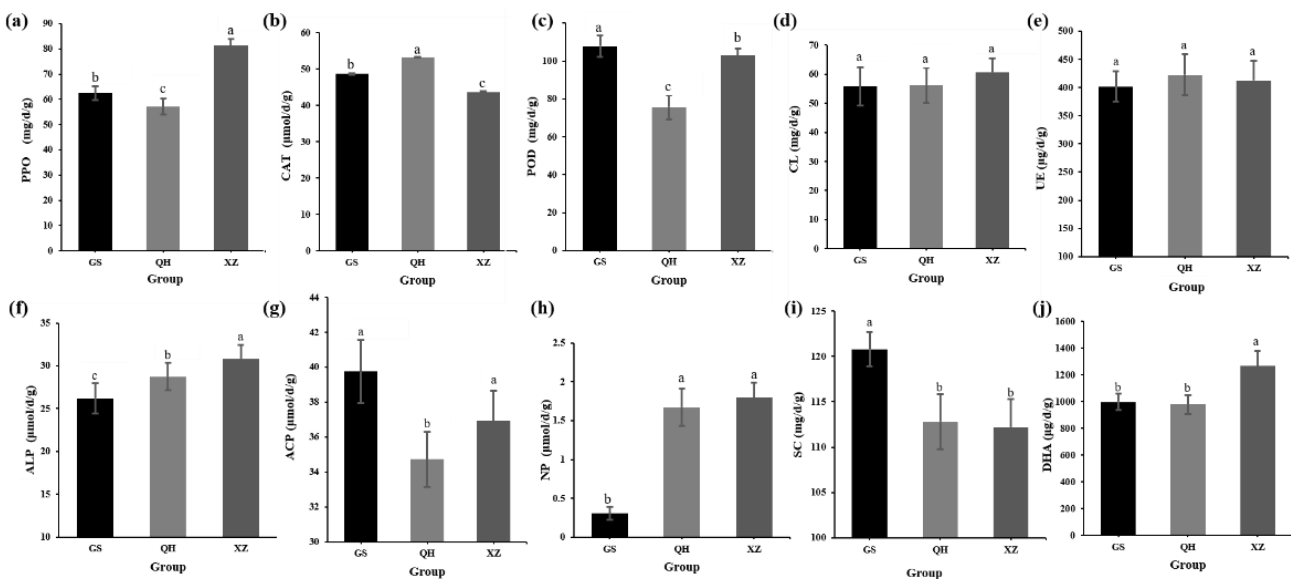 (a)
PPO (mg/d/g)
90
80
70
60
50
40
30
20
10
0
b
c
a
GS
QH
XZ
Group
(b)
CAT (μmol/d/g)
60
50
40
30
20
10
0
b
a
c
GS
QH
XZ
Group
(c)
POD (mg/d/g)
120
100
80
60
40
20
0
a
c
b
GS
QH
XZ
Group
(d)
CL (mg/d/g)
80
70
60
50
40
30
20
10
0
a
a
a
GS
QH
XZ
Group
(e)
UE (μg/d/g)
500
450
400
350
300
250
200
150
100
a
a
a
GS
QH
XZ
Group
(f)
ALP (μmol/d/g)
35
30
25
20
15
10
c
b
a
GS
QH
XZ
Group
(g)
ACP (μmol/d/g)
44
42
40
38
36
34
32
30
a
b
a
GS
QH
XZ
Group
(h)
NP (μmol/d/g)
2.5
2
1.5
1
0.5
0
b
a
a
GS
QH
XZ
Group
(i)
SC (mg/d/g)
125
120
115
110
105
100
a
b
b
GS
QH
XZ
Group
(j)
DHA (μg/d/g)
1600
1400
1200
1000
800
600
400
200
0
b
b
a
GS
QH
XZ
Group